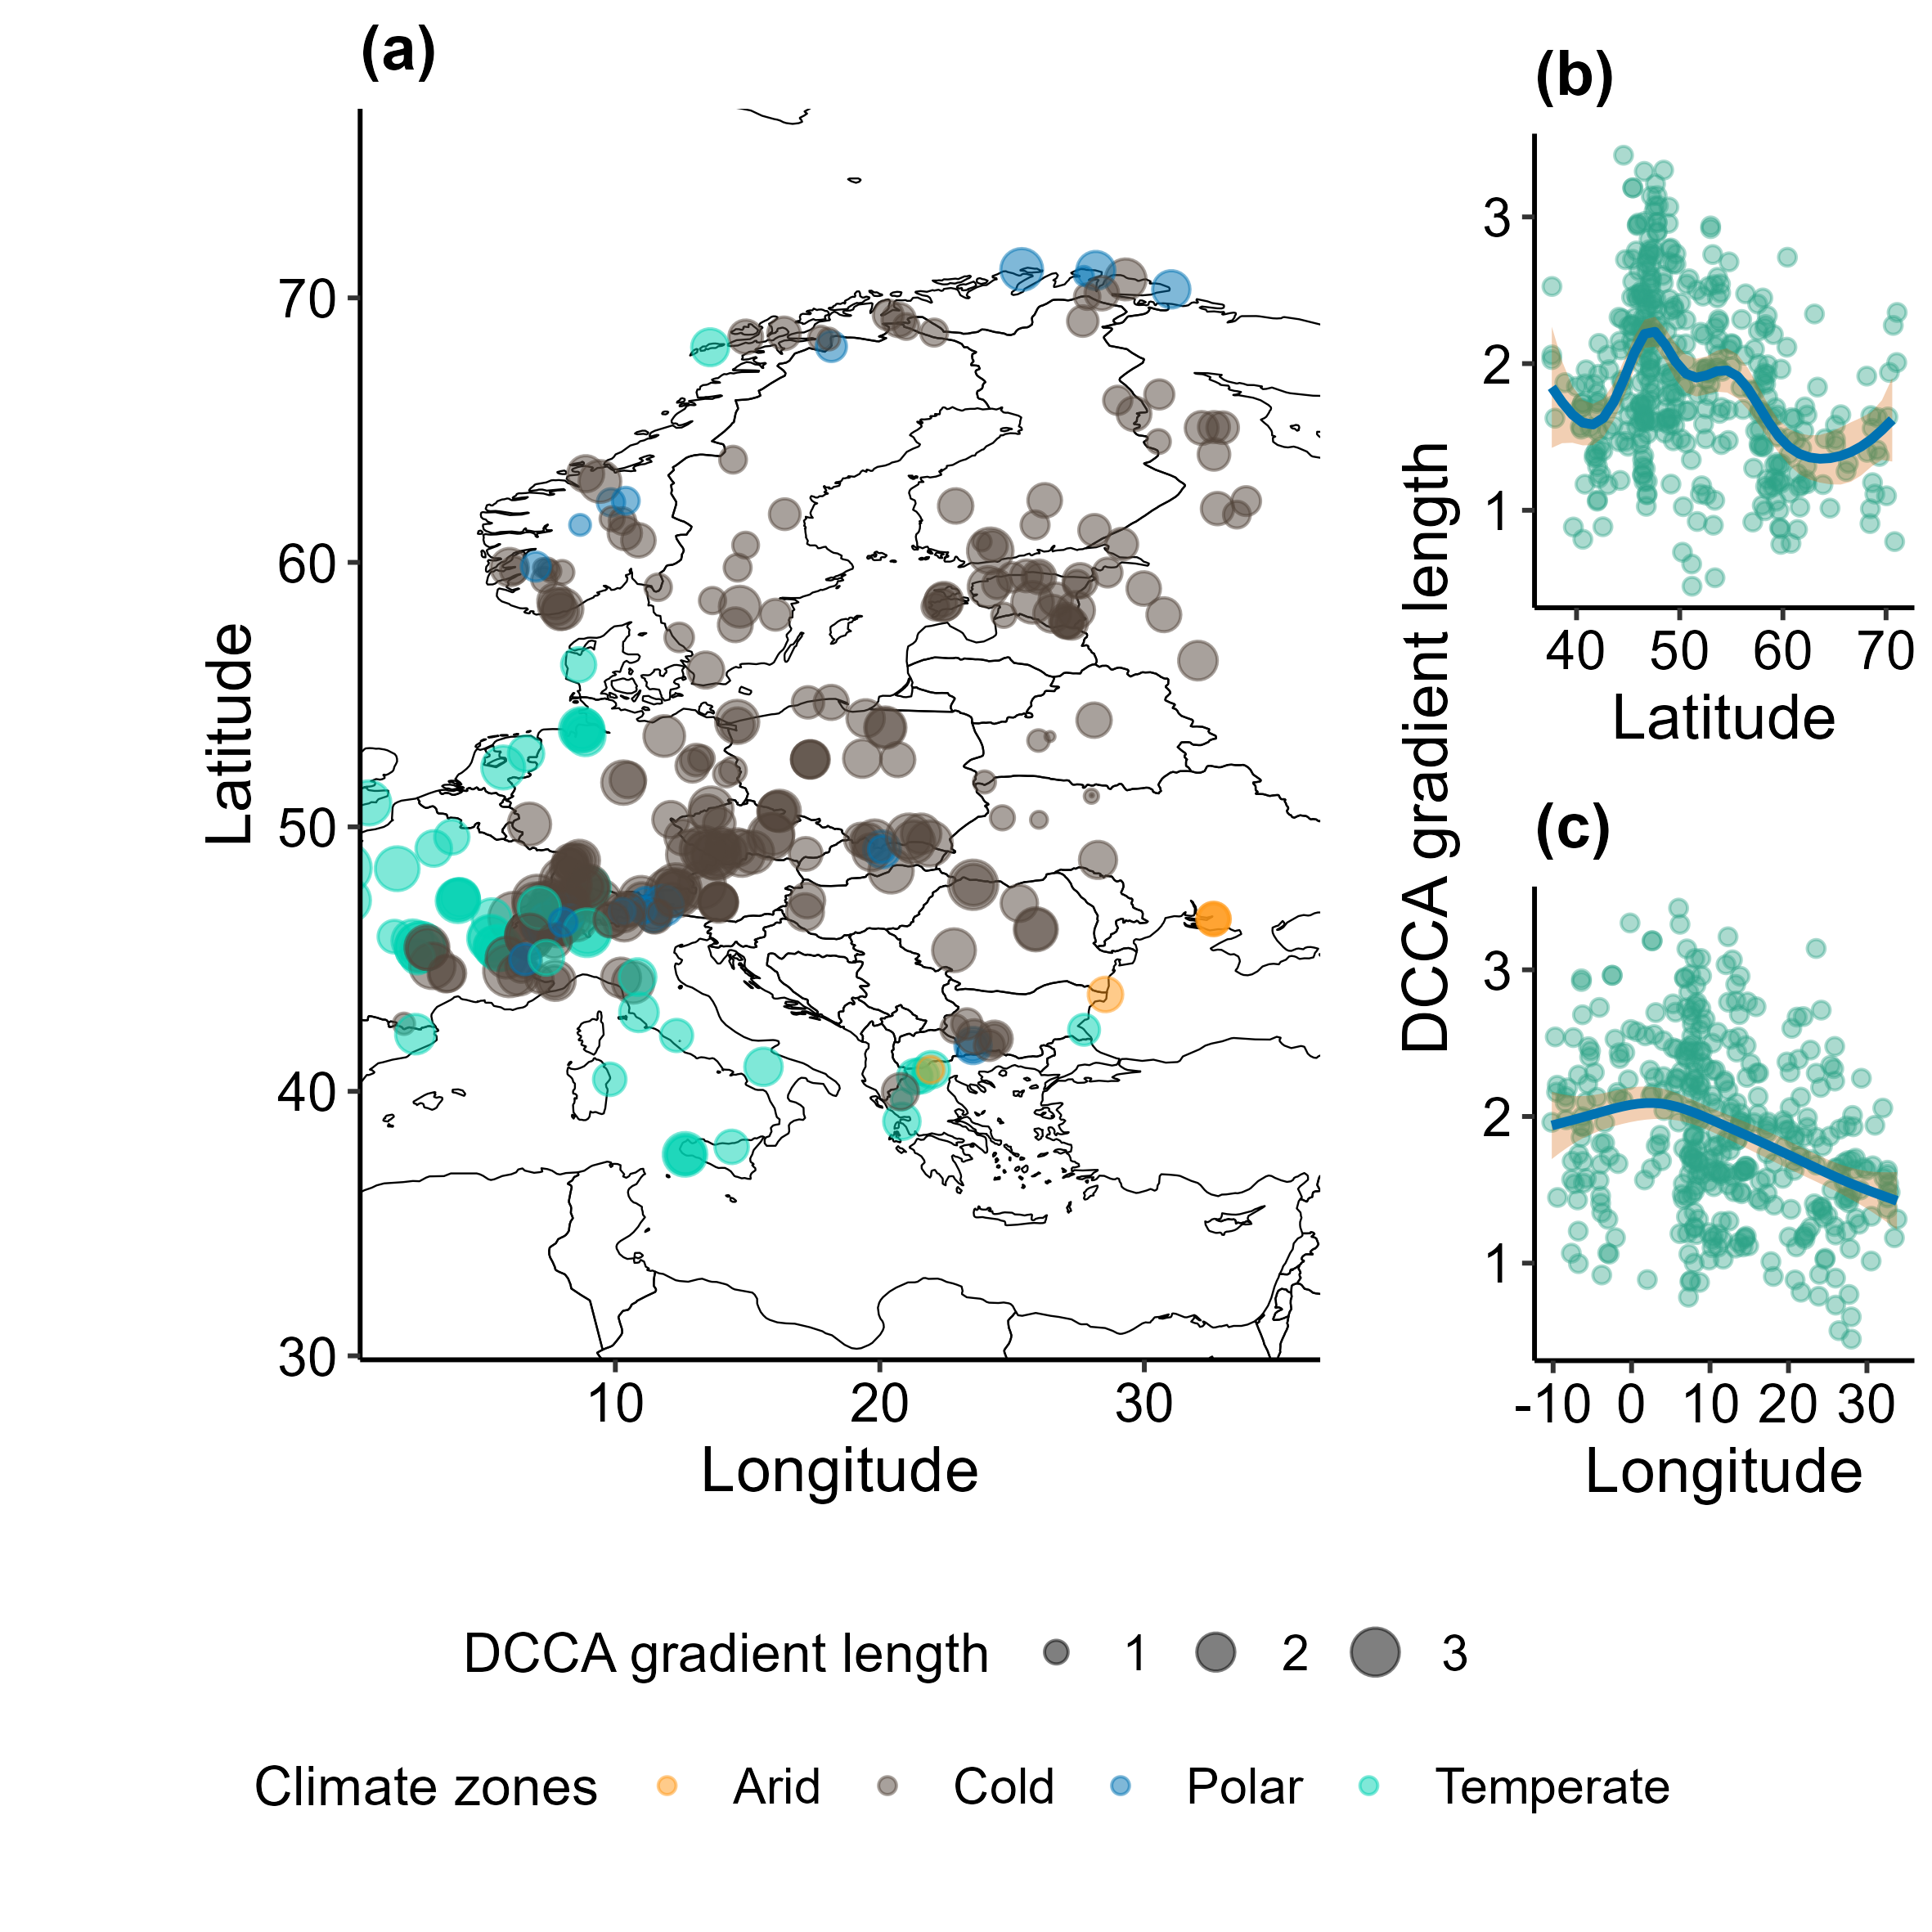 (a)
70
60
50
40
30
10 20 30
Latitude
Longitude
(b)
3
2
1
40 50 60 70
Latitude
DCCA gradient length
(c)
3
2
1
-10 0 10 20 30
Longitude
DCCA gradient length 1 2 3
Climate zones Arid Cold Polar Temperate